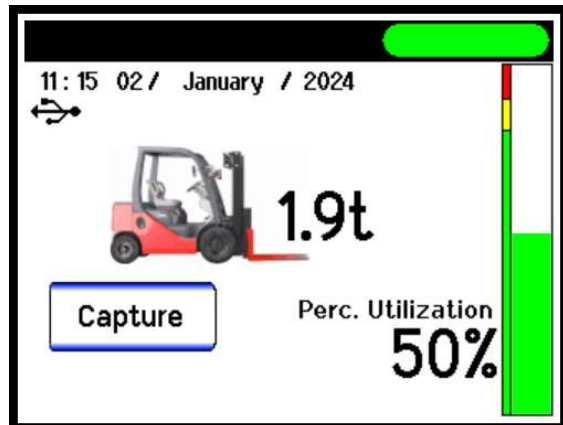 11:15 02/ January / 2024
1.9t
Capture
Perc. Utilization
50%